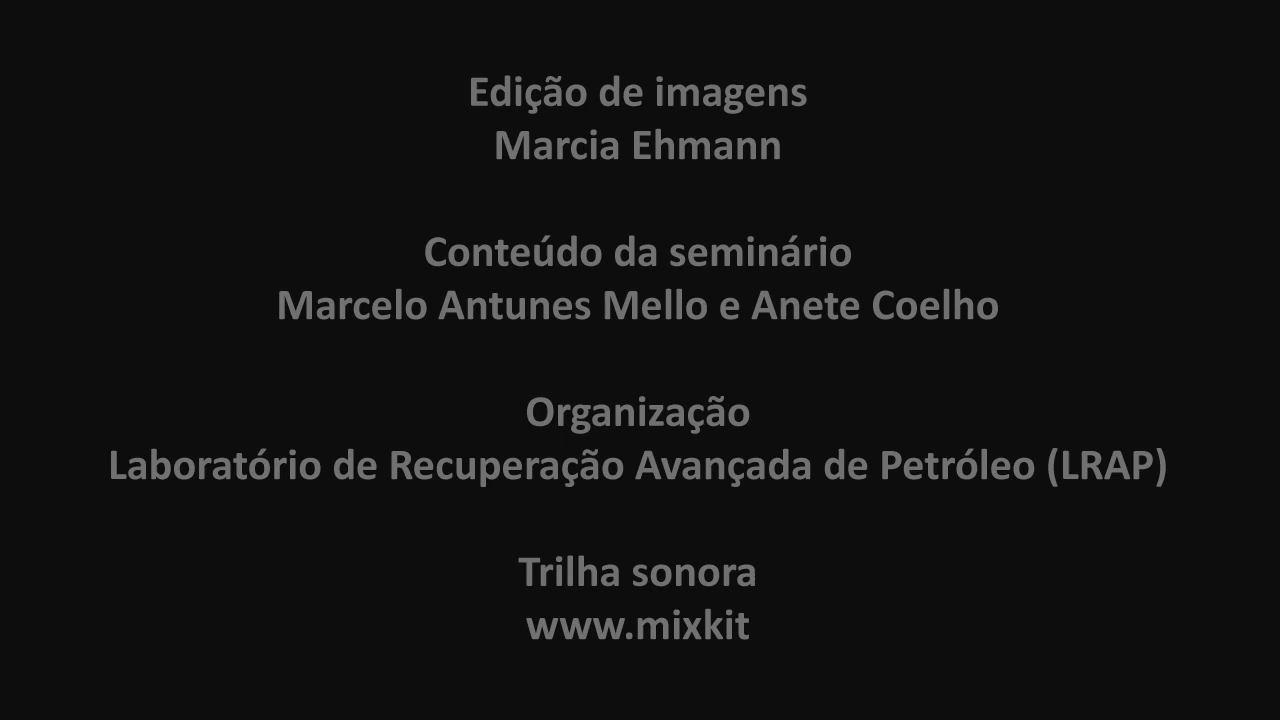 Edição de imagens
Marcia Ehmann
Conteúdo da seminário
Marcelo Antunes Mello e Anete Coelho
Organização
Laboratório de Recuperação Avançada de Petróleo (LRAP)
Trilha sonora
www.mixkit